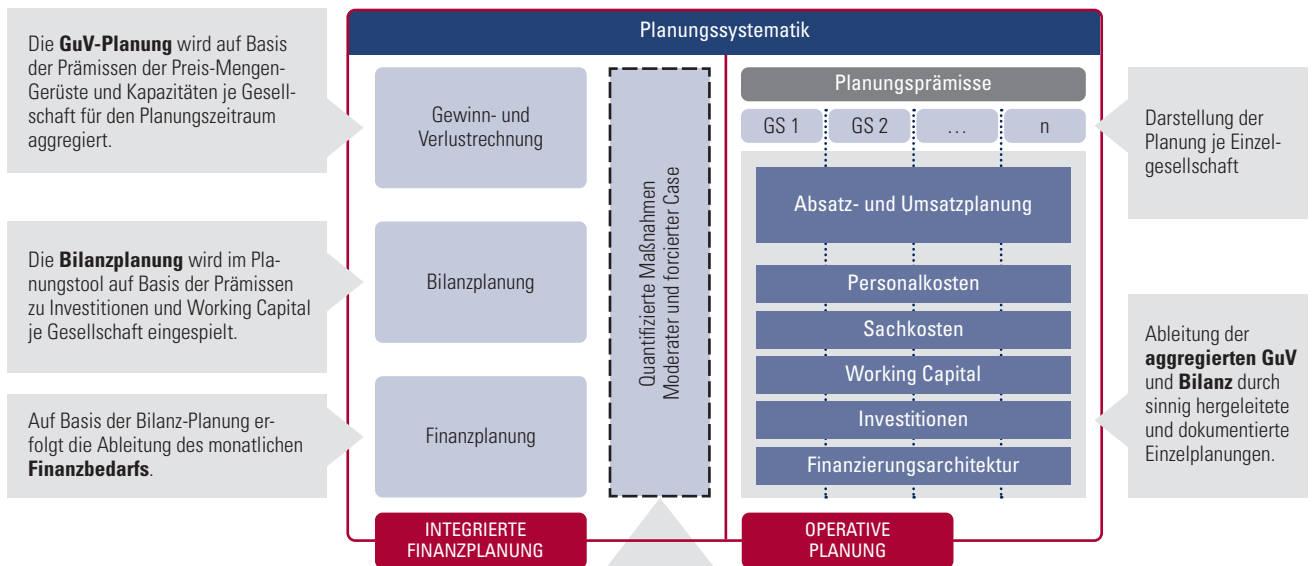 Planungssystematik
Die GuV-Planung wird auf Basis
der Prämissen der Preis-Mengen-
Gerüste und Kapazitäten je Gesell-
schaft für den Planungszeitraum
aggregiert.
Die Bilanzplanung wird im Pla-
nungstool auf Basis der Prämissen
zu Investitionen und Working Capital
je Gesellschaft eingespielt.
Auf Basis der Bilanz-Planung er-
folgt die Ableitung des monatlichen
Finanzbedarfs.
Gewinn- und
Verlustrechnung
Bilanzplanung
Finanzplanung
INTEGRIERTE
FINANZPLANUNG
Quantifizierte Maßnahmen
Moderater und forcierter Case
Planungsprämisse
GS 1
GS 2
...
n
Absatz- und Umsatzplanung
Personalkosten
Sachkosten
Working Capital
Investitionen
Finanzierungsarchitektur
OPERATIVE
PLANUNG
Darstellung der
Planung je Einzel-
gesellschaft
Ableitung der
aggregierten GuV
und Bilanz durch
sinnig hergeleitete
und dokumentierte
Einzelplanungen.